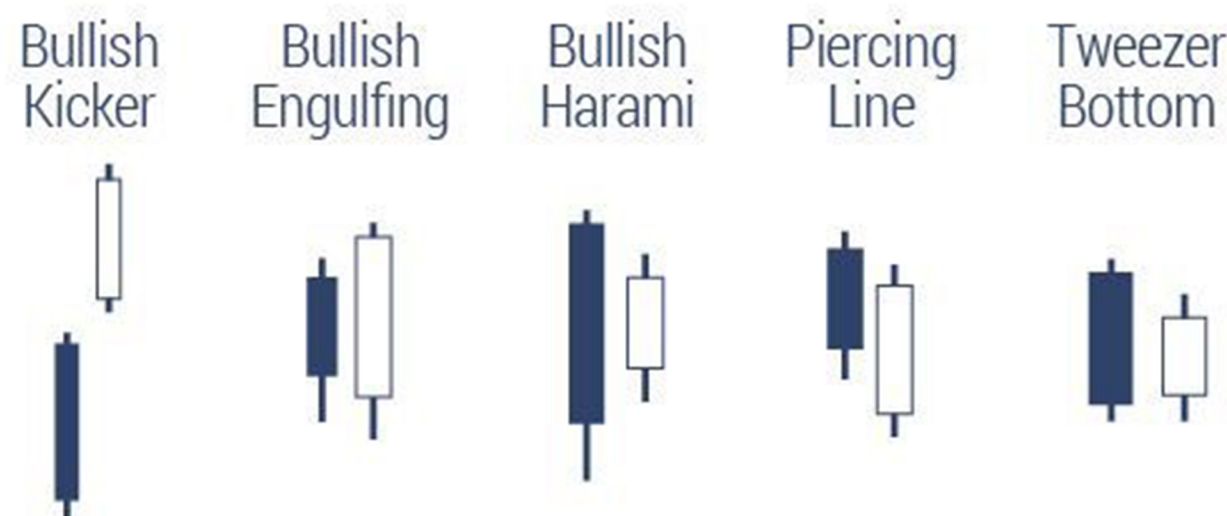 Bullish
Kicker
Bullish
Engulfing
Bullish
Harami
Piercing
Line
Tweezer
Bottom